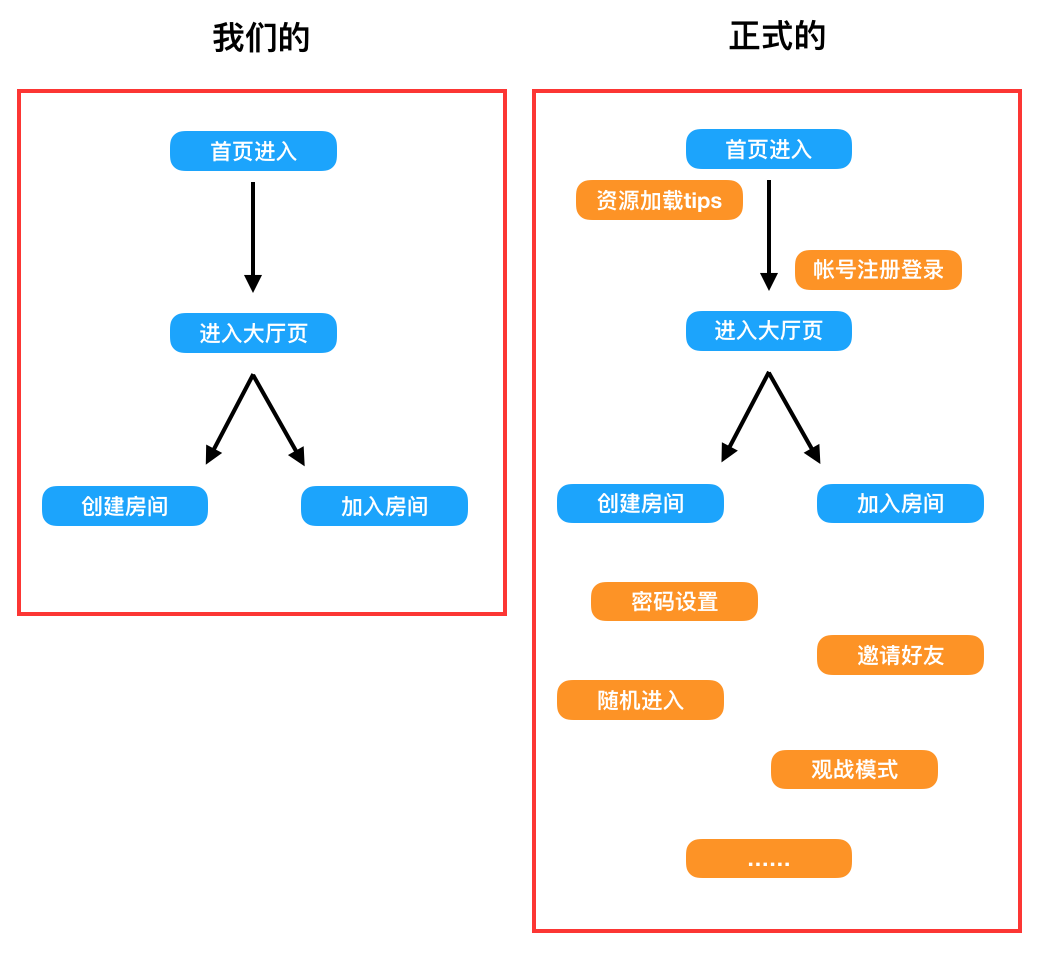 我们的
首页进入
进入大厅页
创建房间
加入房间
正式的
首页进入
资源加载tips
帐号注册登录
进入大厅页
创建房间
加入房间
密码设置
邀请好友
随机进入
观战模式
......